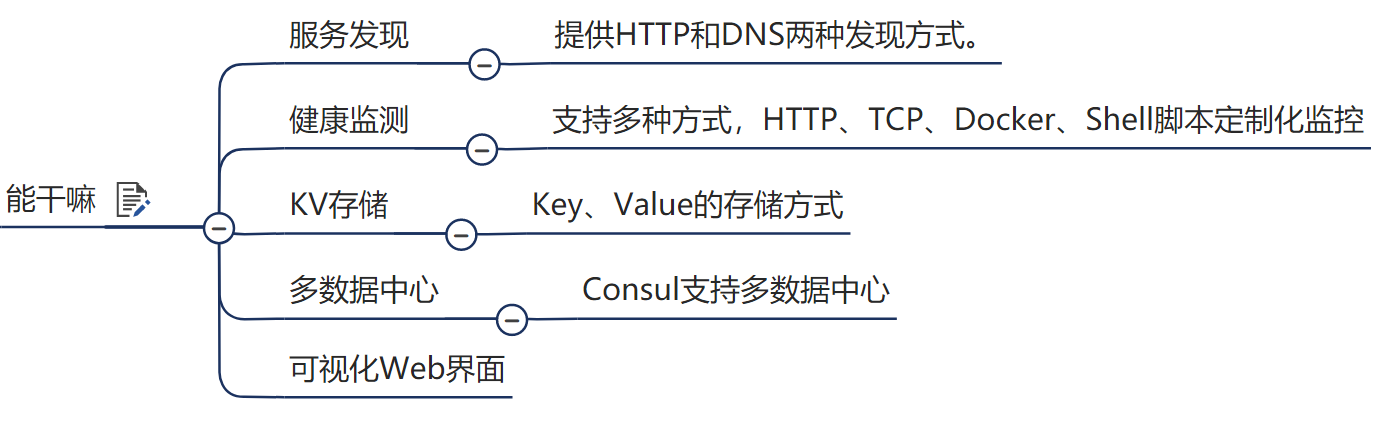 服务发现 提供HTTP和DNS两种发现方式。
健康监测 支持多种方式，HTTP、TCP、Docker、Shell脚本定制化监控
能干嘛
KV存储 Key、Value的存储方式
多数据中心 Consul支持多数据中心
可视化Web界面